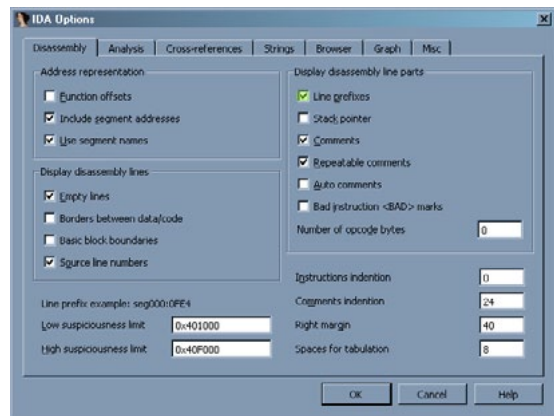 IDA Options
Disassembly Analysis Cross-references Strings Browser Graph Misc
Address representation
Function offsets
Include segment addresses
Use segment names
Display disassembly lines
Empty lines
Borders between data/code
Basic block boundaries
Source line numbers
Line prefix example: seg000:0FE4
Low suspiciousness limit 0x401000
High suspiciousness limit 0x40F000
Display disassembly line parts
Line prefixes
Stack pointer
Comments
Repeatable comments
Auto comments
Bad instruction <BAD> marks
Number of opcode bytes 0
Instructions indention 0
Comments indention 24
Right margin 40
Spaces for tabulation 8
OK Cancel Help